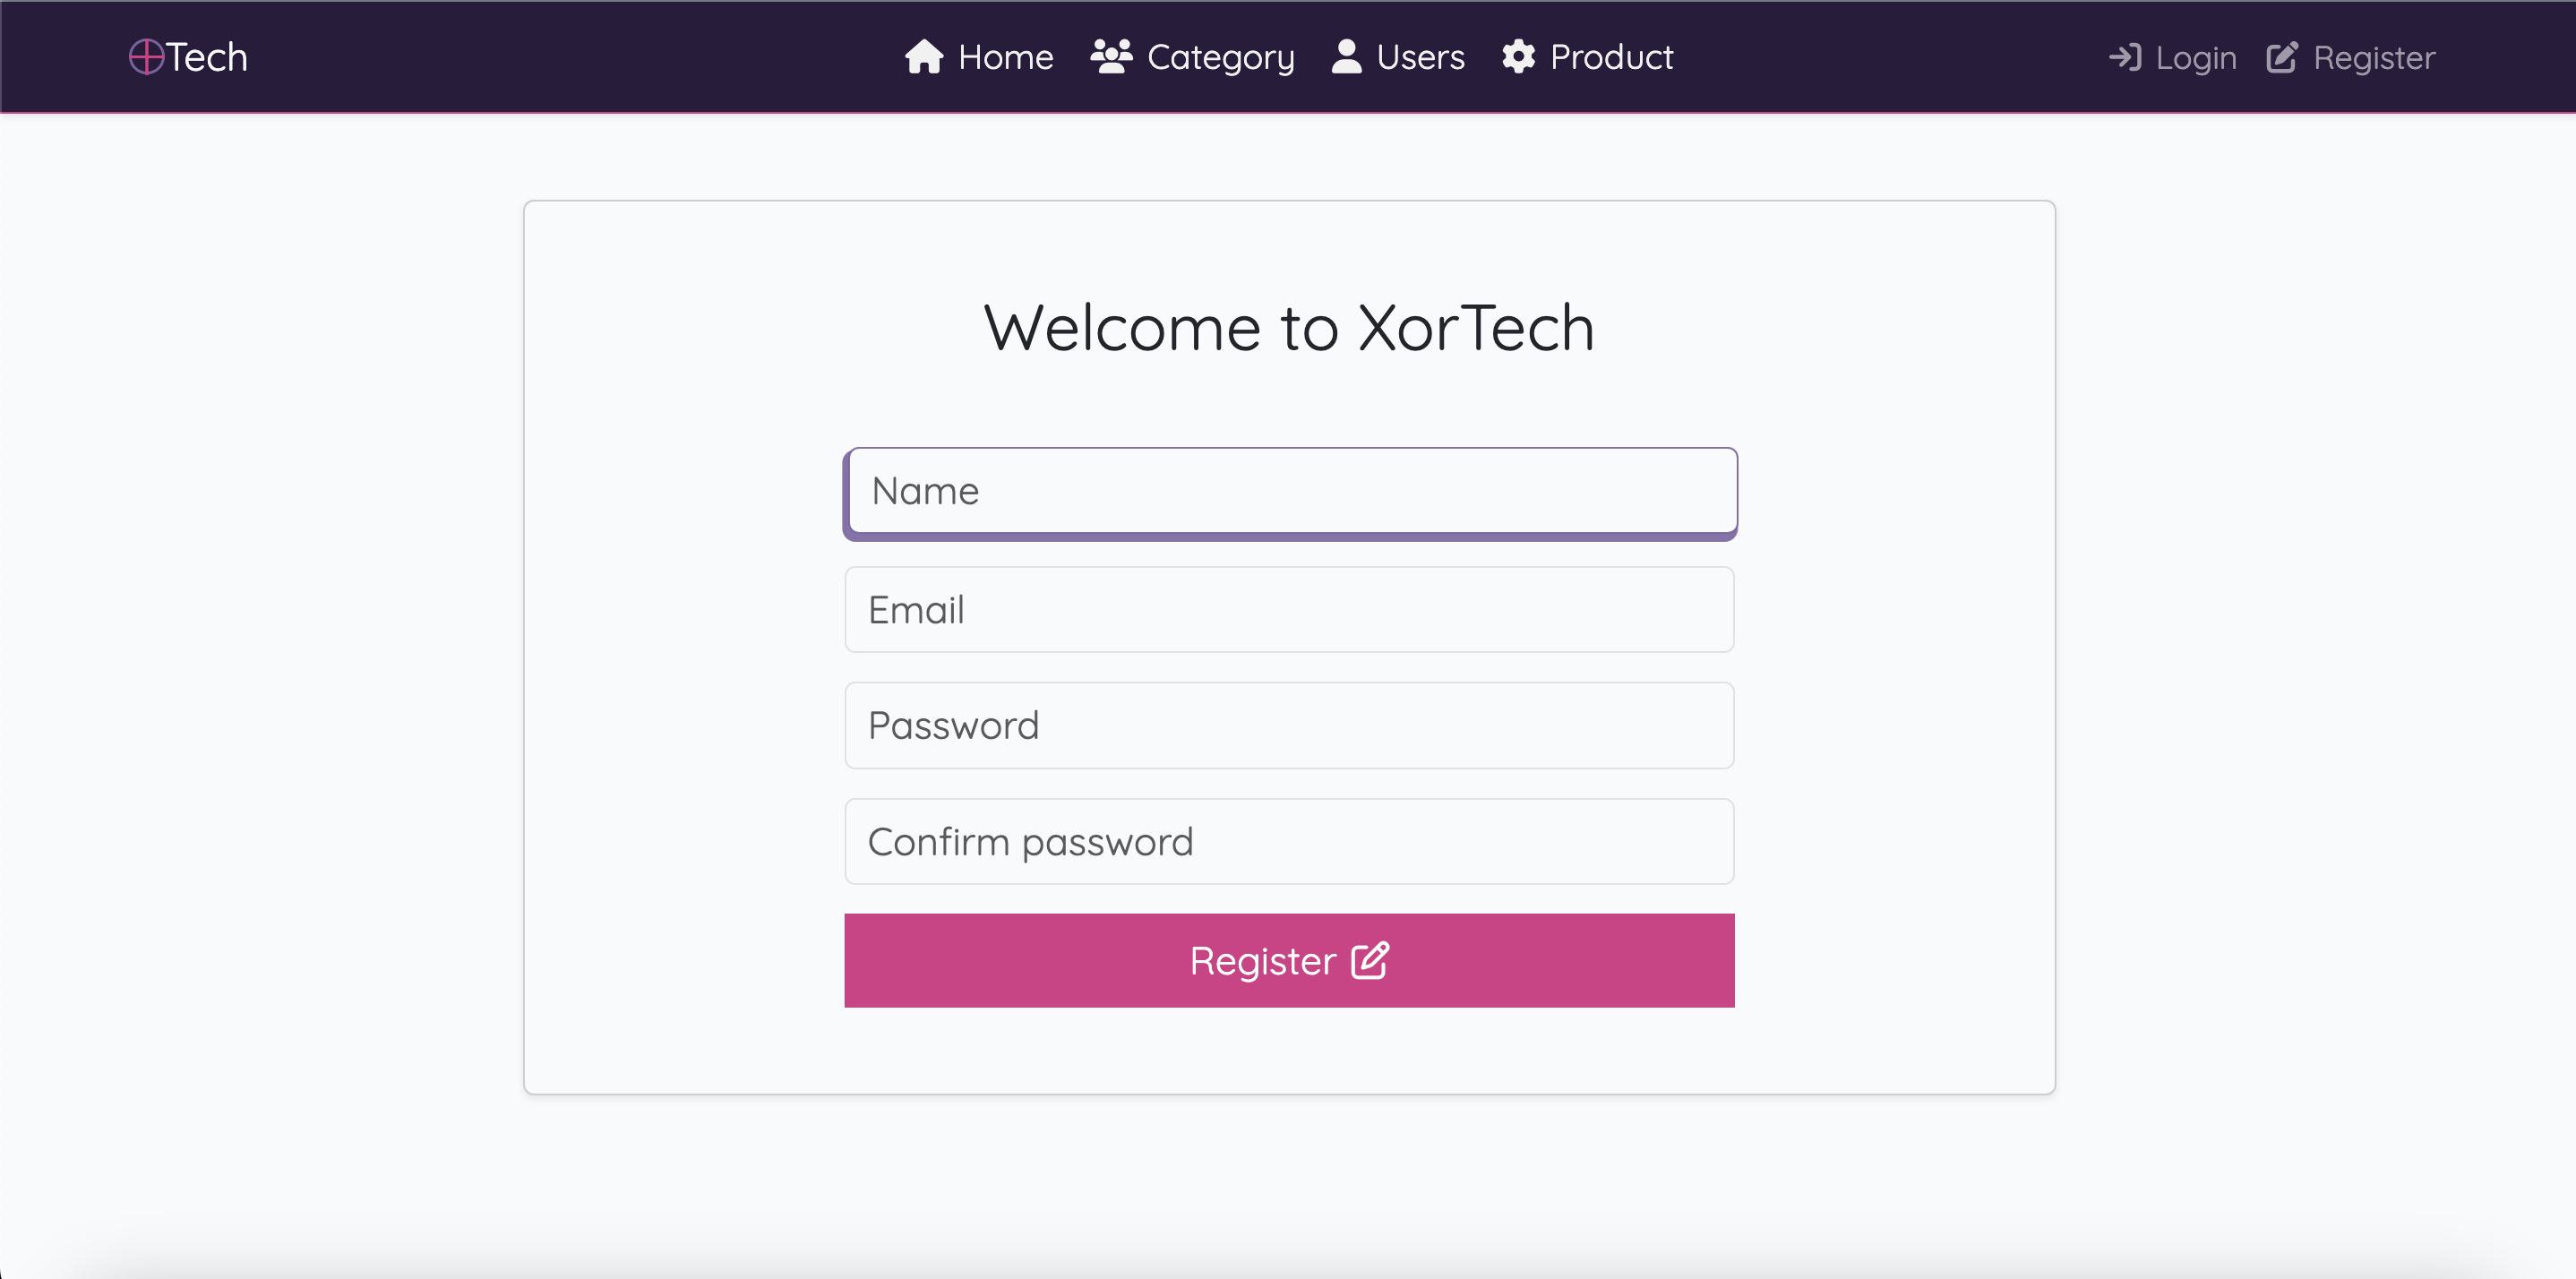 Tech
Home Category Users Product
Login Register
Welcome to XorTech
Name
Email
Password
Confirm password
Register